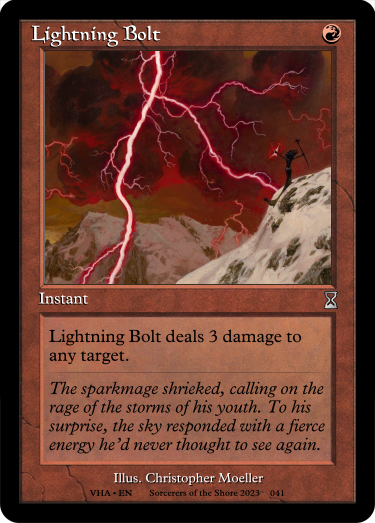 Lightning Bolt
Instant
Lightning Bolt deals 3 damage to
any target.
The sparkmage shrieked, calling on the
rage of the storms of his youth. To his
surprise, the sky responded with a fierce
energy he’d never thought to see again.
Illus. Christopher Moeller
VHA • EN Sorcerers of the Shore 2023 041